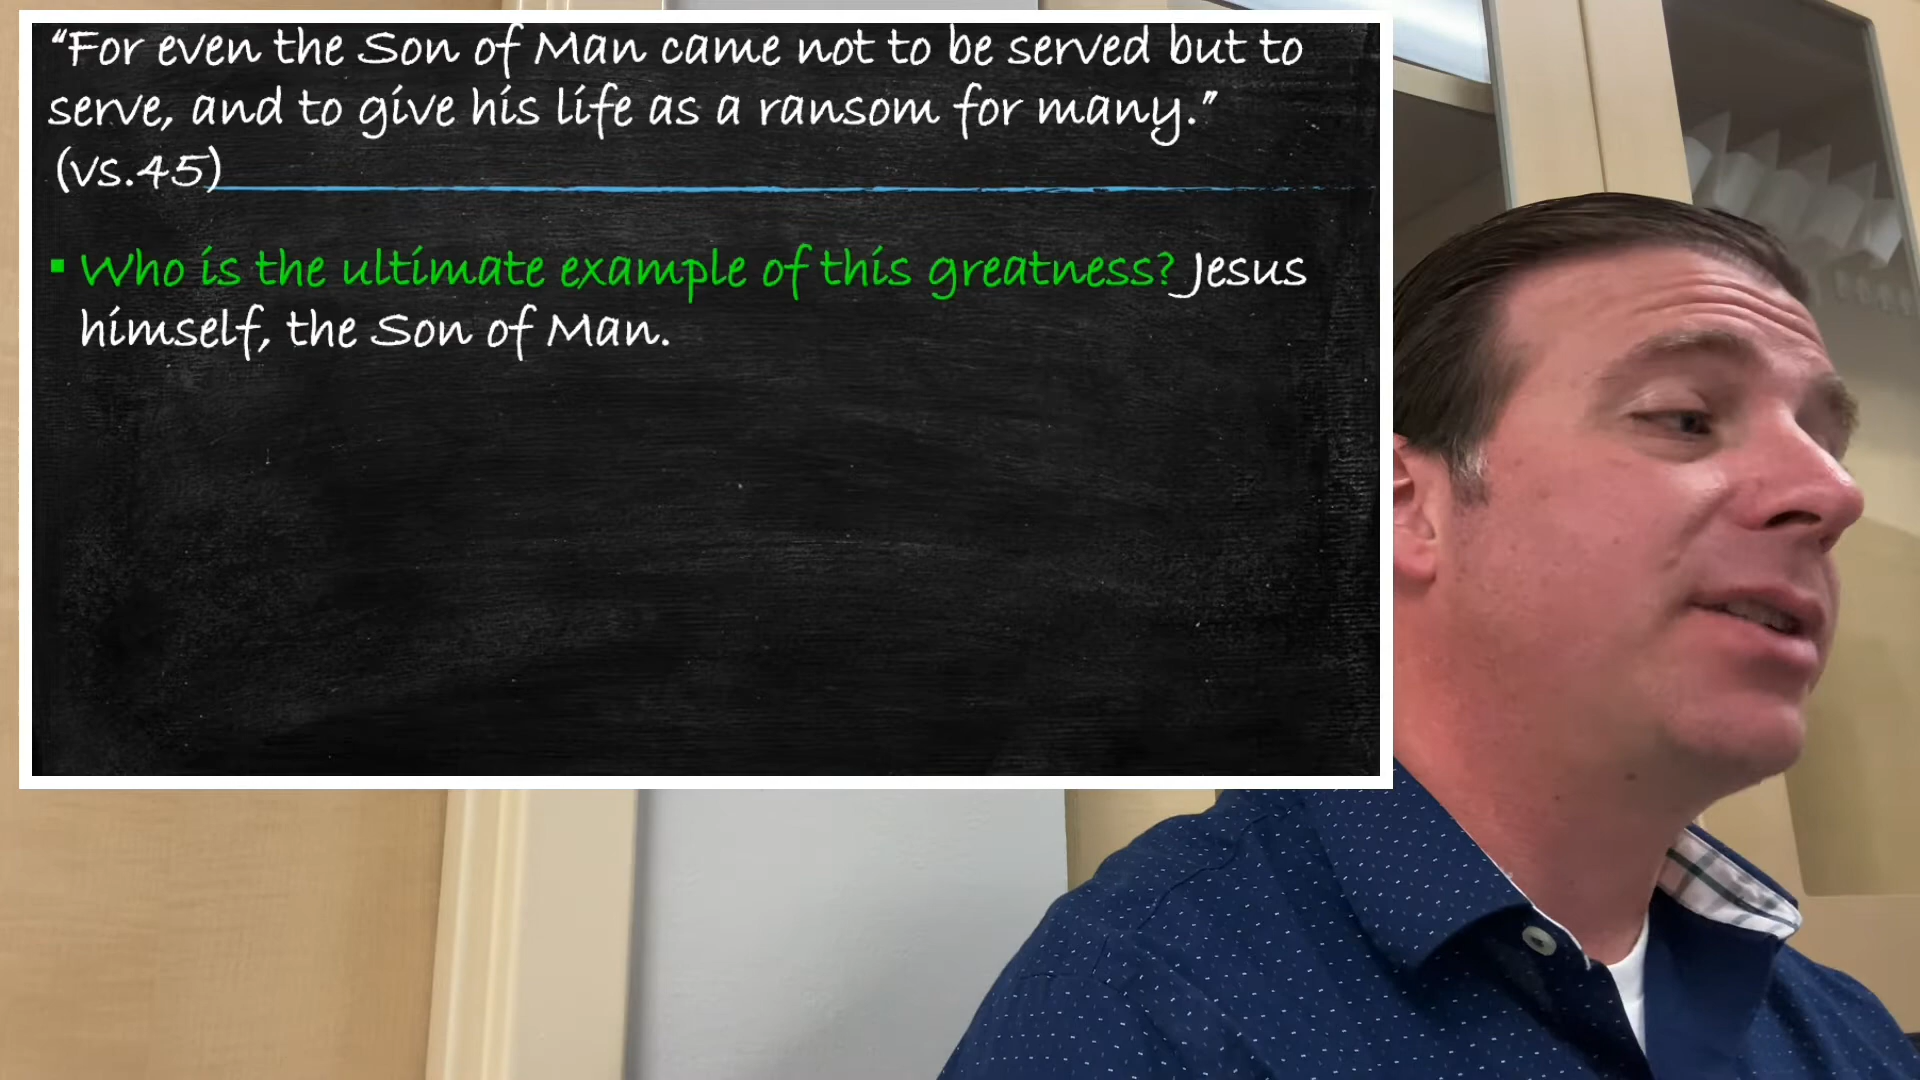 “For even the Son of Man came not to be served but to
serve, and to give his life as a ransom for many.”
(vs.45)
▪ Who is the ultimate example of this greatness? Jesus
himself, the Son of Man.